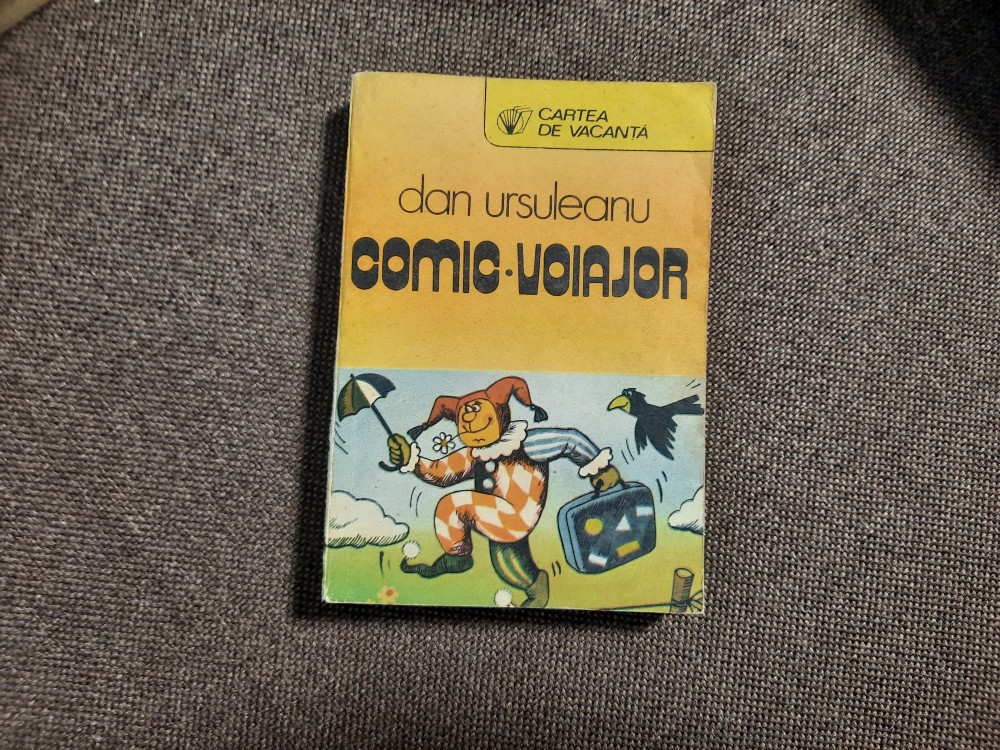 CARTEA
DE VACANȚĂ
dan ursuleanu
COMIC·VOIAJOR